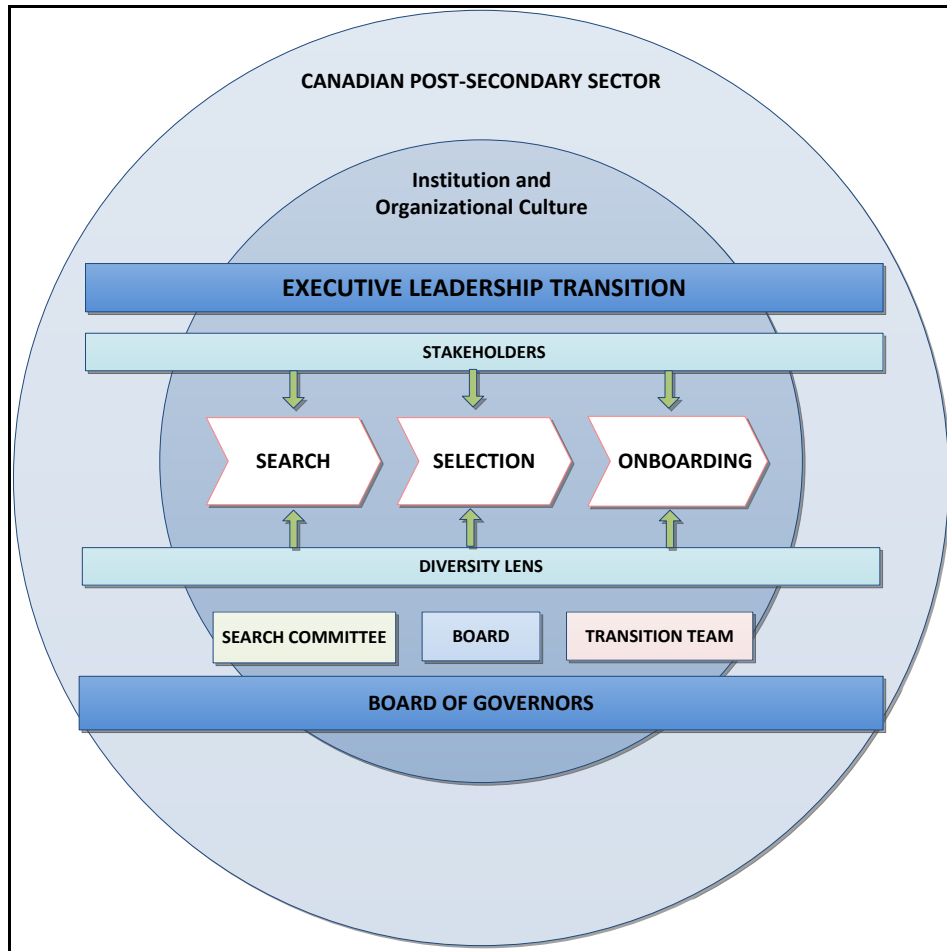 CANADIAN POST-SECONDARY SECTOR
Institution and
Organizational Culture
EXECUTIVE LEADERSHIP TRANSITION
STAKEHOLDERS
SEARCH
SELECTION
ONBOARDING
DIVERSITY LENS
SEARCH COMMITTEE
BOARD
TRANSITION TEAM
BOARD OF GOVERNORS